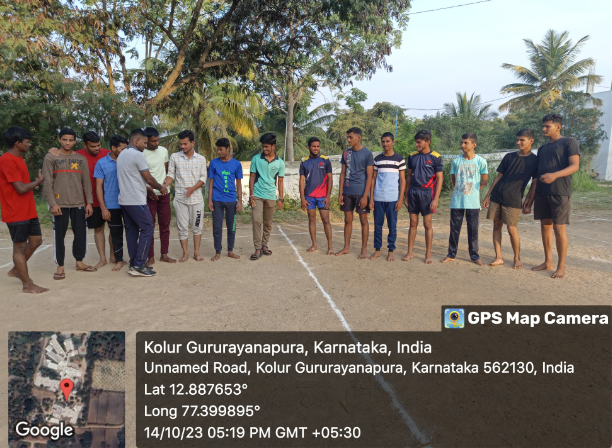 GPS Map Camera
Kolur Gururayanapura, Karnataka, India
Unnamed Road, Kolur Gururayanapura, Karnataka 562130, India
Lat 12.887653°
Long 77.399895°
14/10/23 05:19 PM GMT +05:30
Google